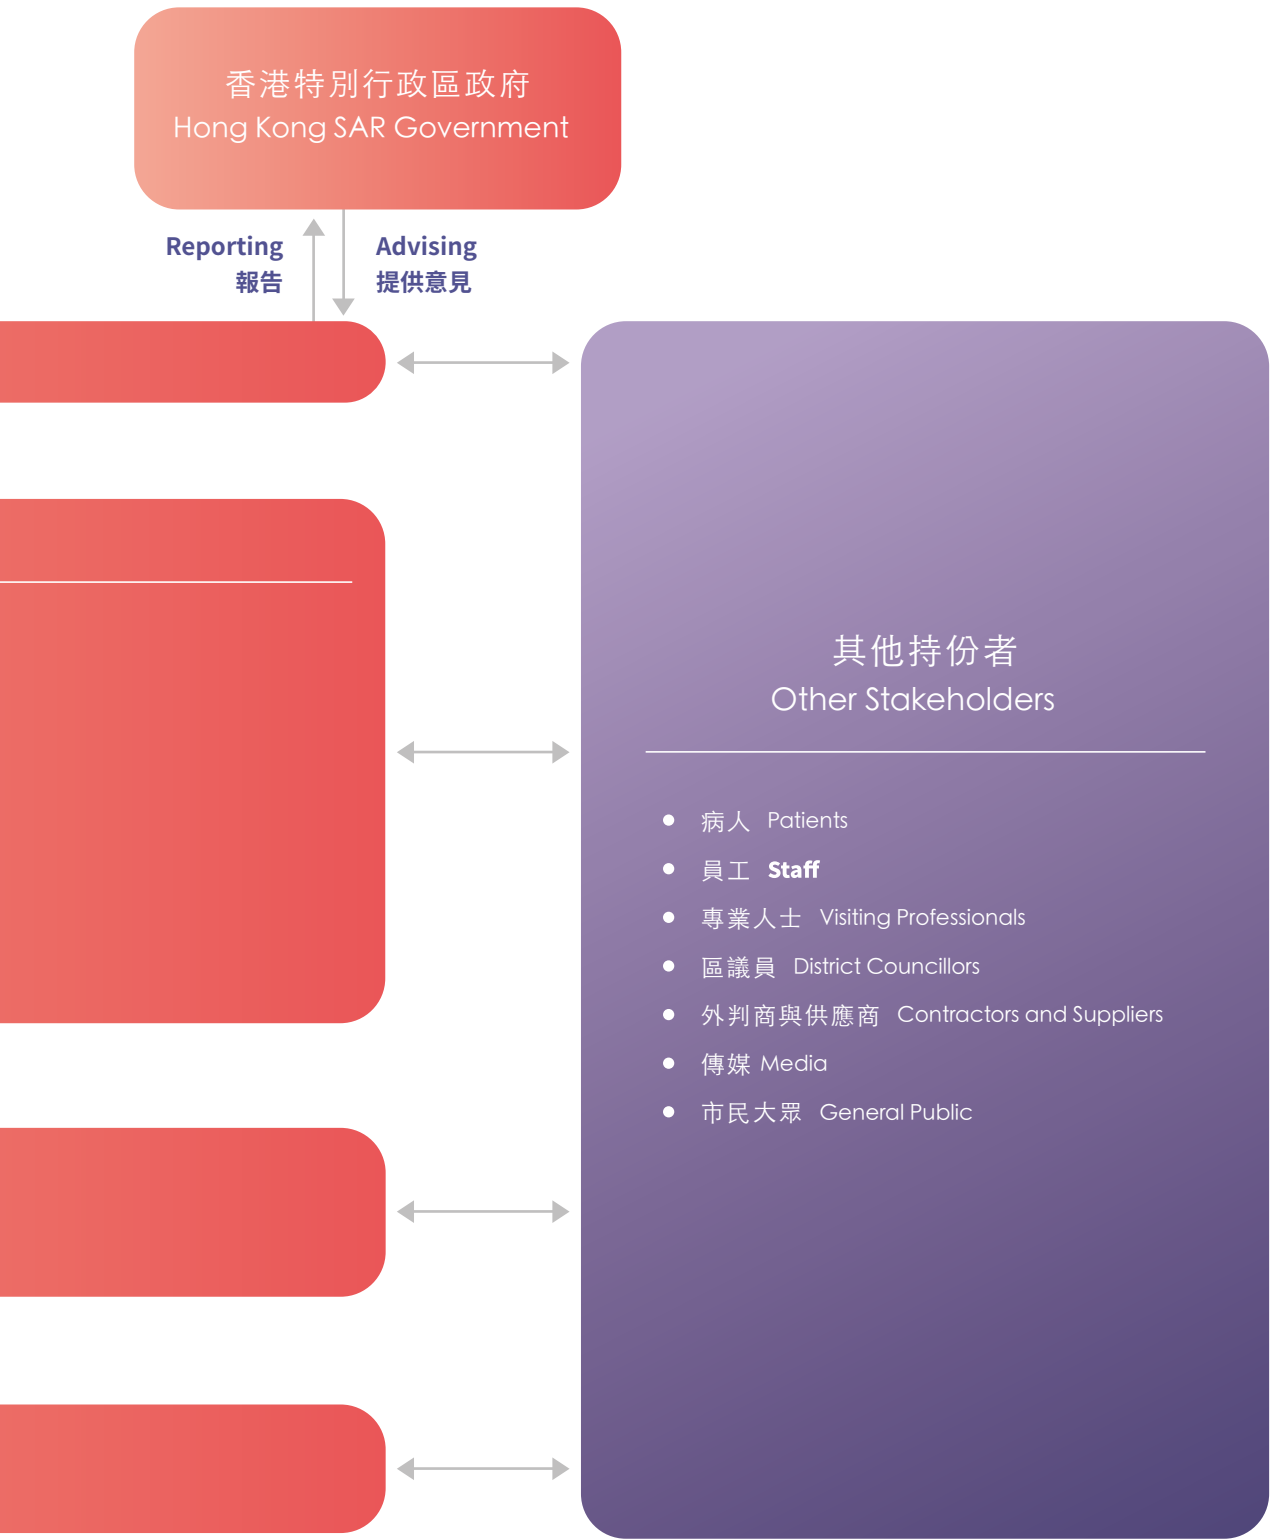 香港特別行政區政府
Hong Kong SAR Government
Reporting
報告
Advising
提供意見
其他持份者
Other Stakeholders
病人 Patients
員工 Staff
專業人士 Visiting Professionals
區議員 District Councillors
外判商與供應商 Contractors and Suppliers
傳媒 Media
市民大眾 General Public